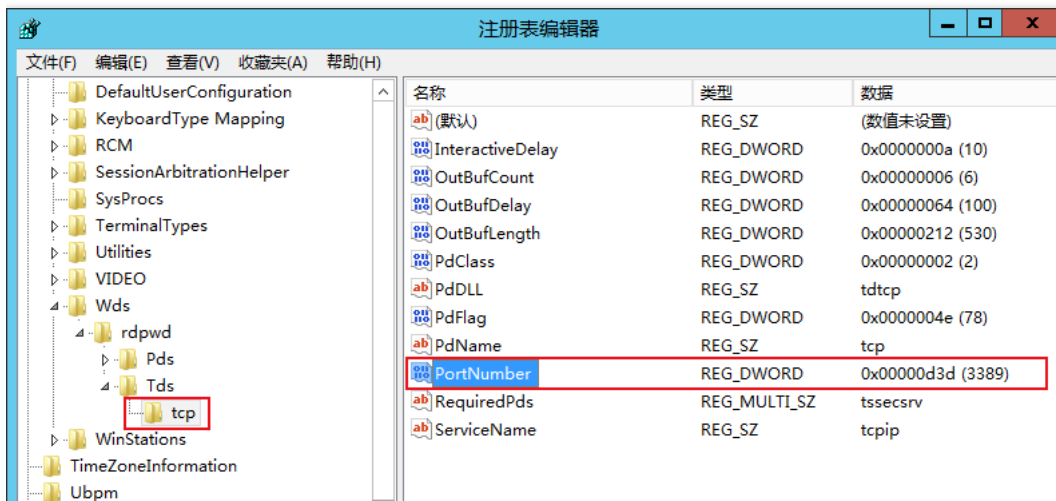 注册表编辑器
文件(F) 编辑(E) 查看(V) 收藏夹(A) 帮助(H)
DefaultUserConfiguration
KeyboardType Mapping
RCM
SessionArbitrationHelper
SysProcs
TerminalTypes
Utilities
VIDEO
Wds
rdpwd
Pds
Tds
tcp
WinStations
TimeZoneInformation
Ubpm
名称 类型 数据
(默认) REG_SZ (数值未设置)
InteractiveDelay REG_DWORD 0x0000000a (10)
OutBufCount REG_DWORD 0x00000006 (6)
OutBufDelay REG_DWORD 0x00000064 (100)
OutBufLength REG_DWORD 0x00000212 (530)
PdClass REG_DWORD 0x00000002 (2)
PdDLL REG_SZ tdtcp
PdFlag REG_DWORD 0x0000004e (78)
PdName REG_SZ tcp
PortNumber REG_DWORD 0x00000d3d (3389)
RequiredPds REG_MULTI_SZ tssecsrv
ServiceName REG_SZ tcpip